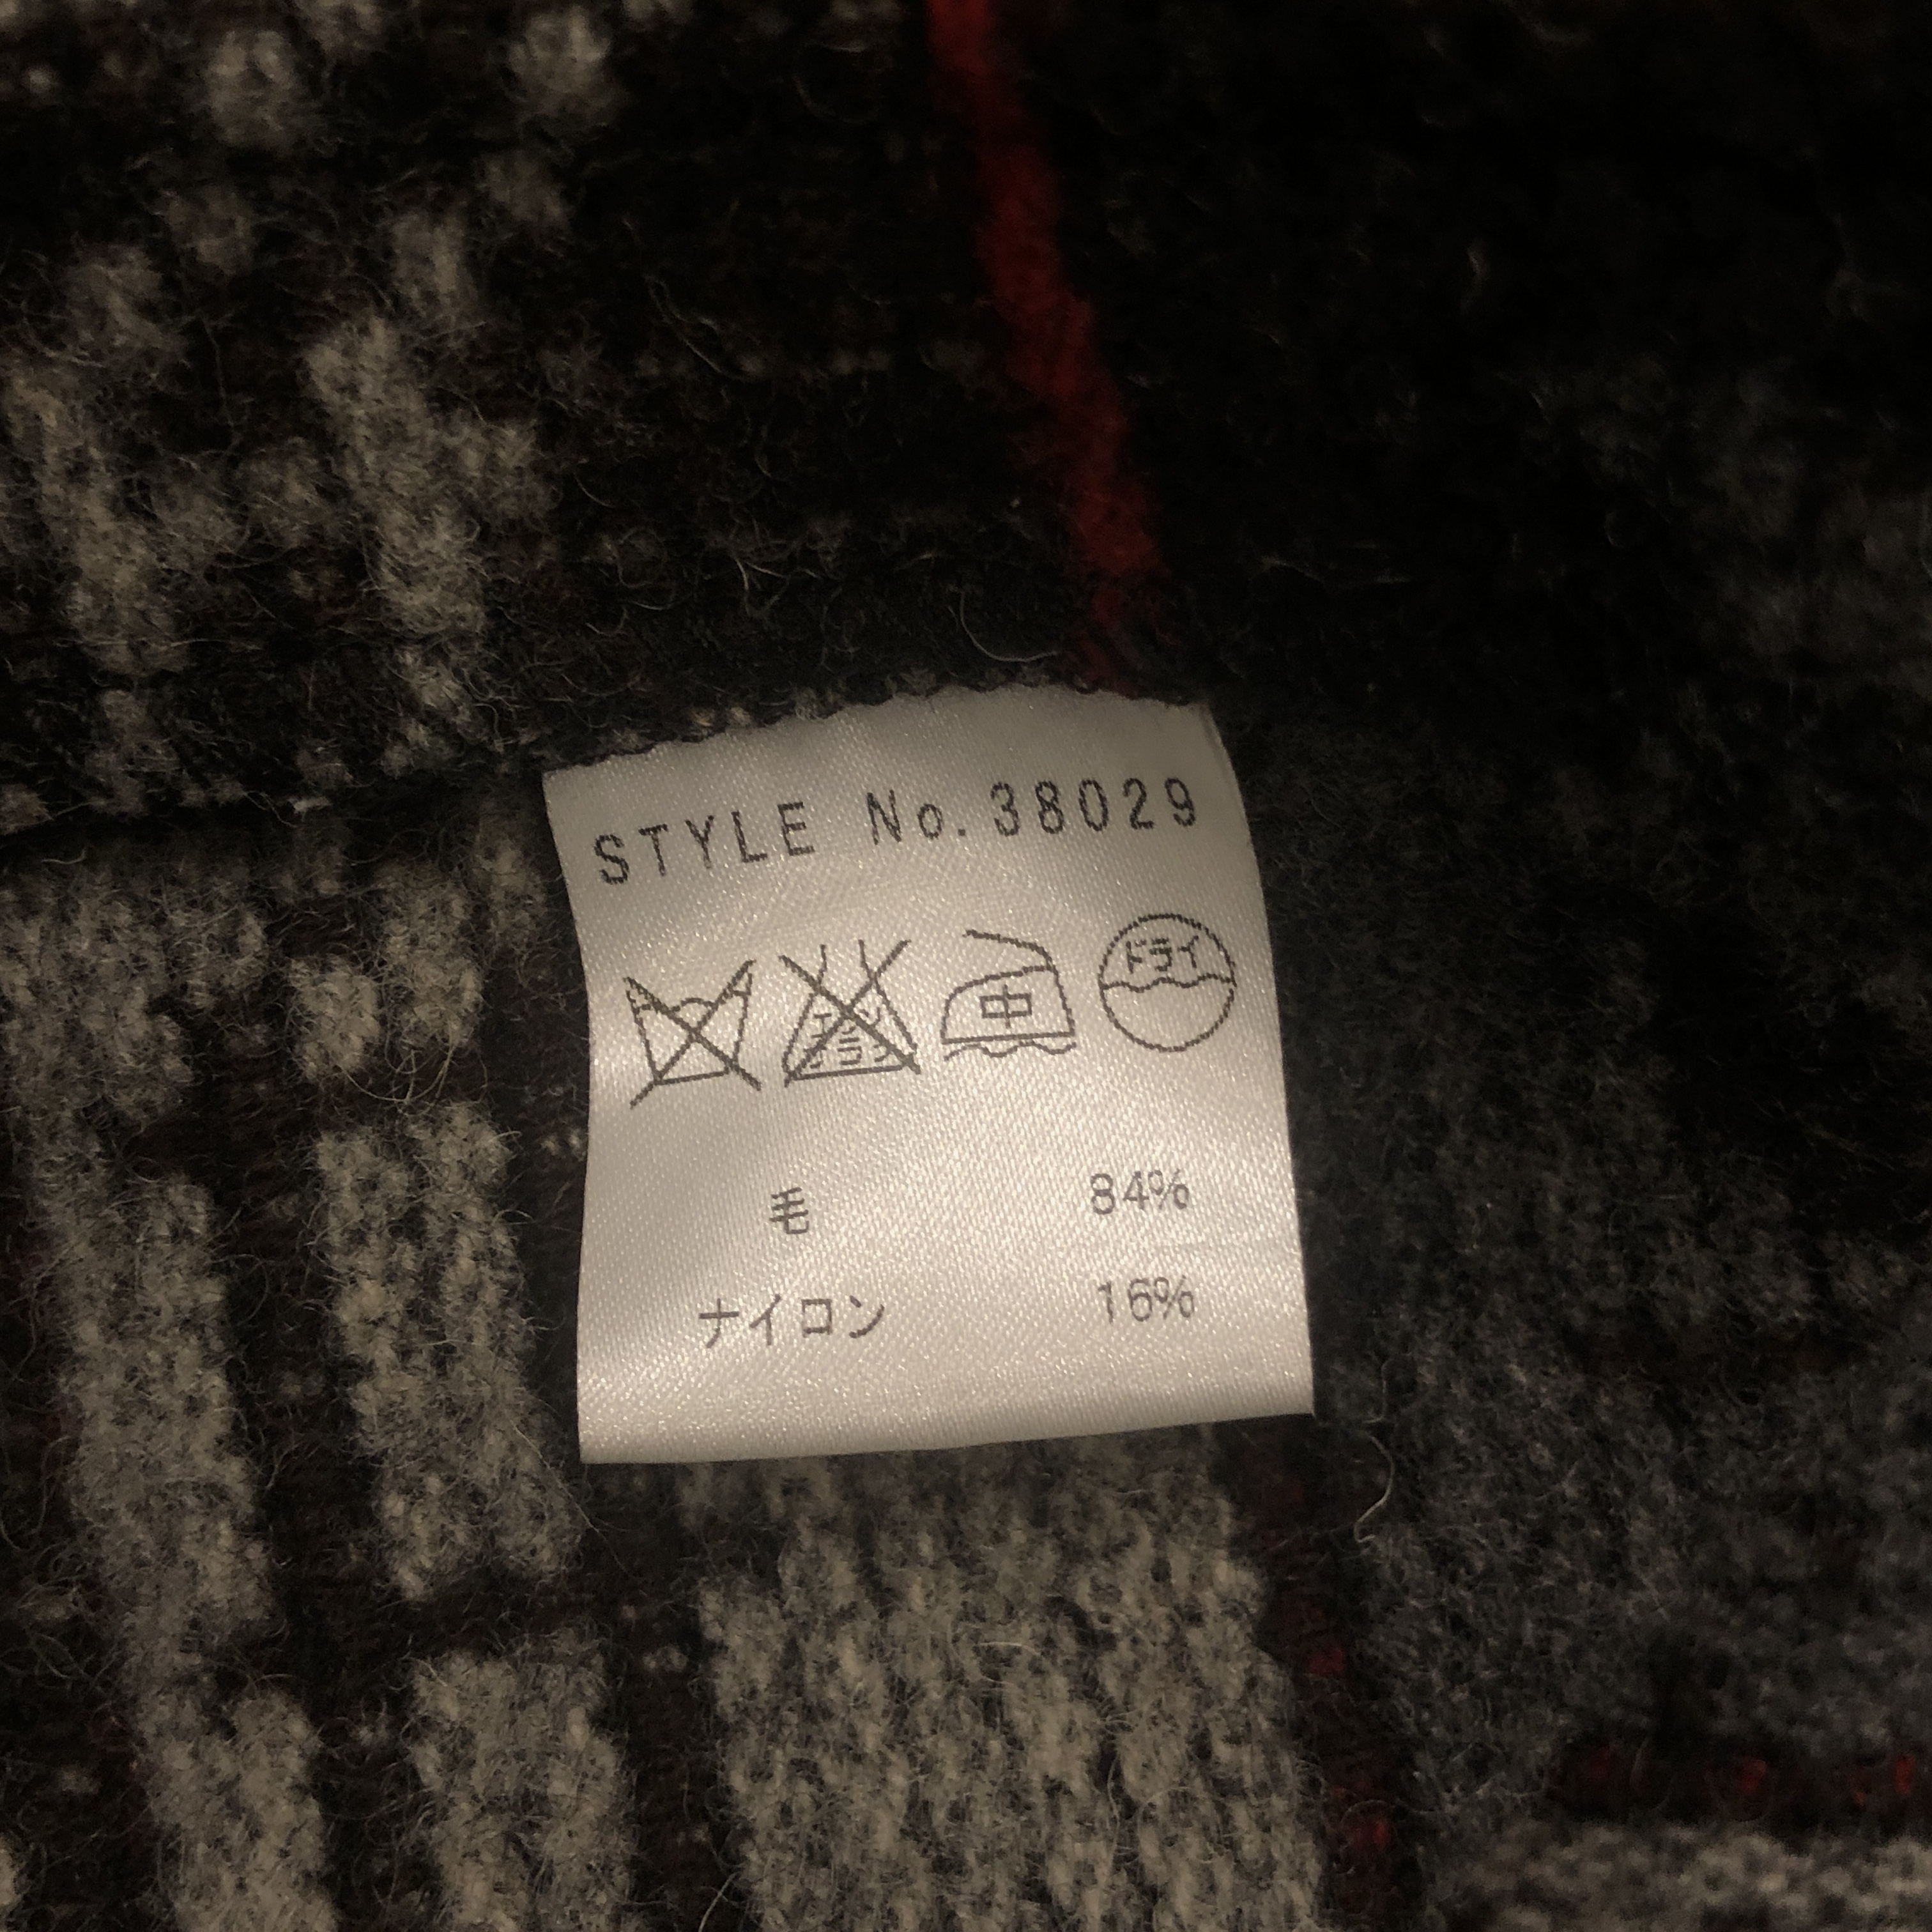 STYLE No.38029
エンソ
サラシ
中
ドライ
毛 84%
ナイロン 16%